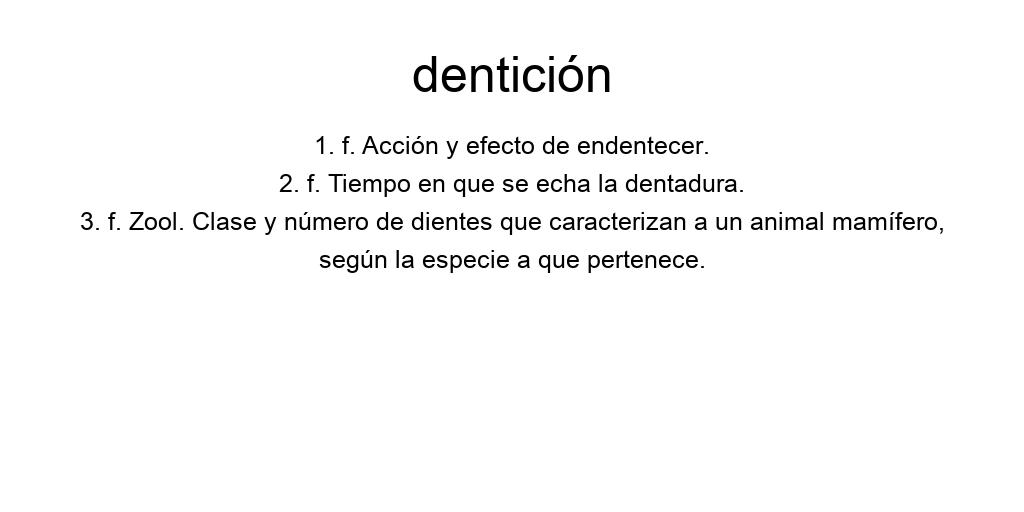 dentición
1. f. Acción y efecto de endentecer.
2. f. Tiempo en que se echa la dentadura.
3. f. Zool. Clase y número de dientes que caracterizan a un animal mamífero,
según la especie a que pertenece.